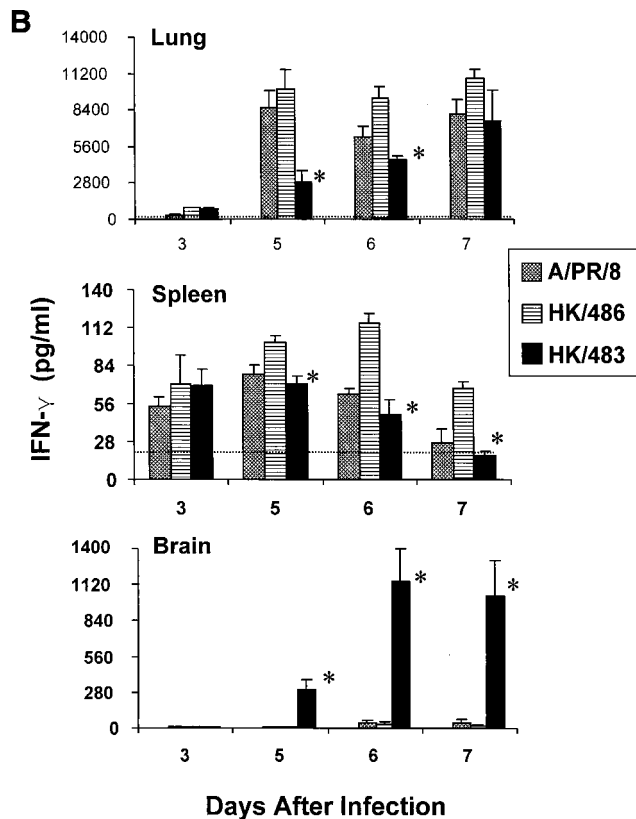 B
Lung
14000
11200
8400
5600
2800
0
3 5 6 7
A/PR/8
HK/486
HK/483
IFN-γ (pg/ml)
Spleen
140
112
84
56
28
0
3 5 6 7
Brain
1400
1120
840
560
280
0
3 5 6 7
* * * * * * * *
Days After Infection